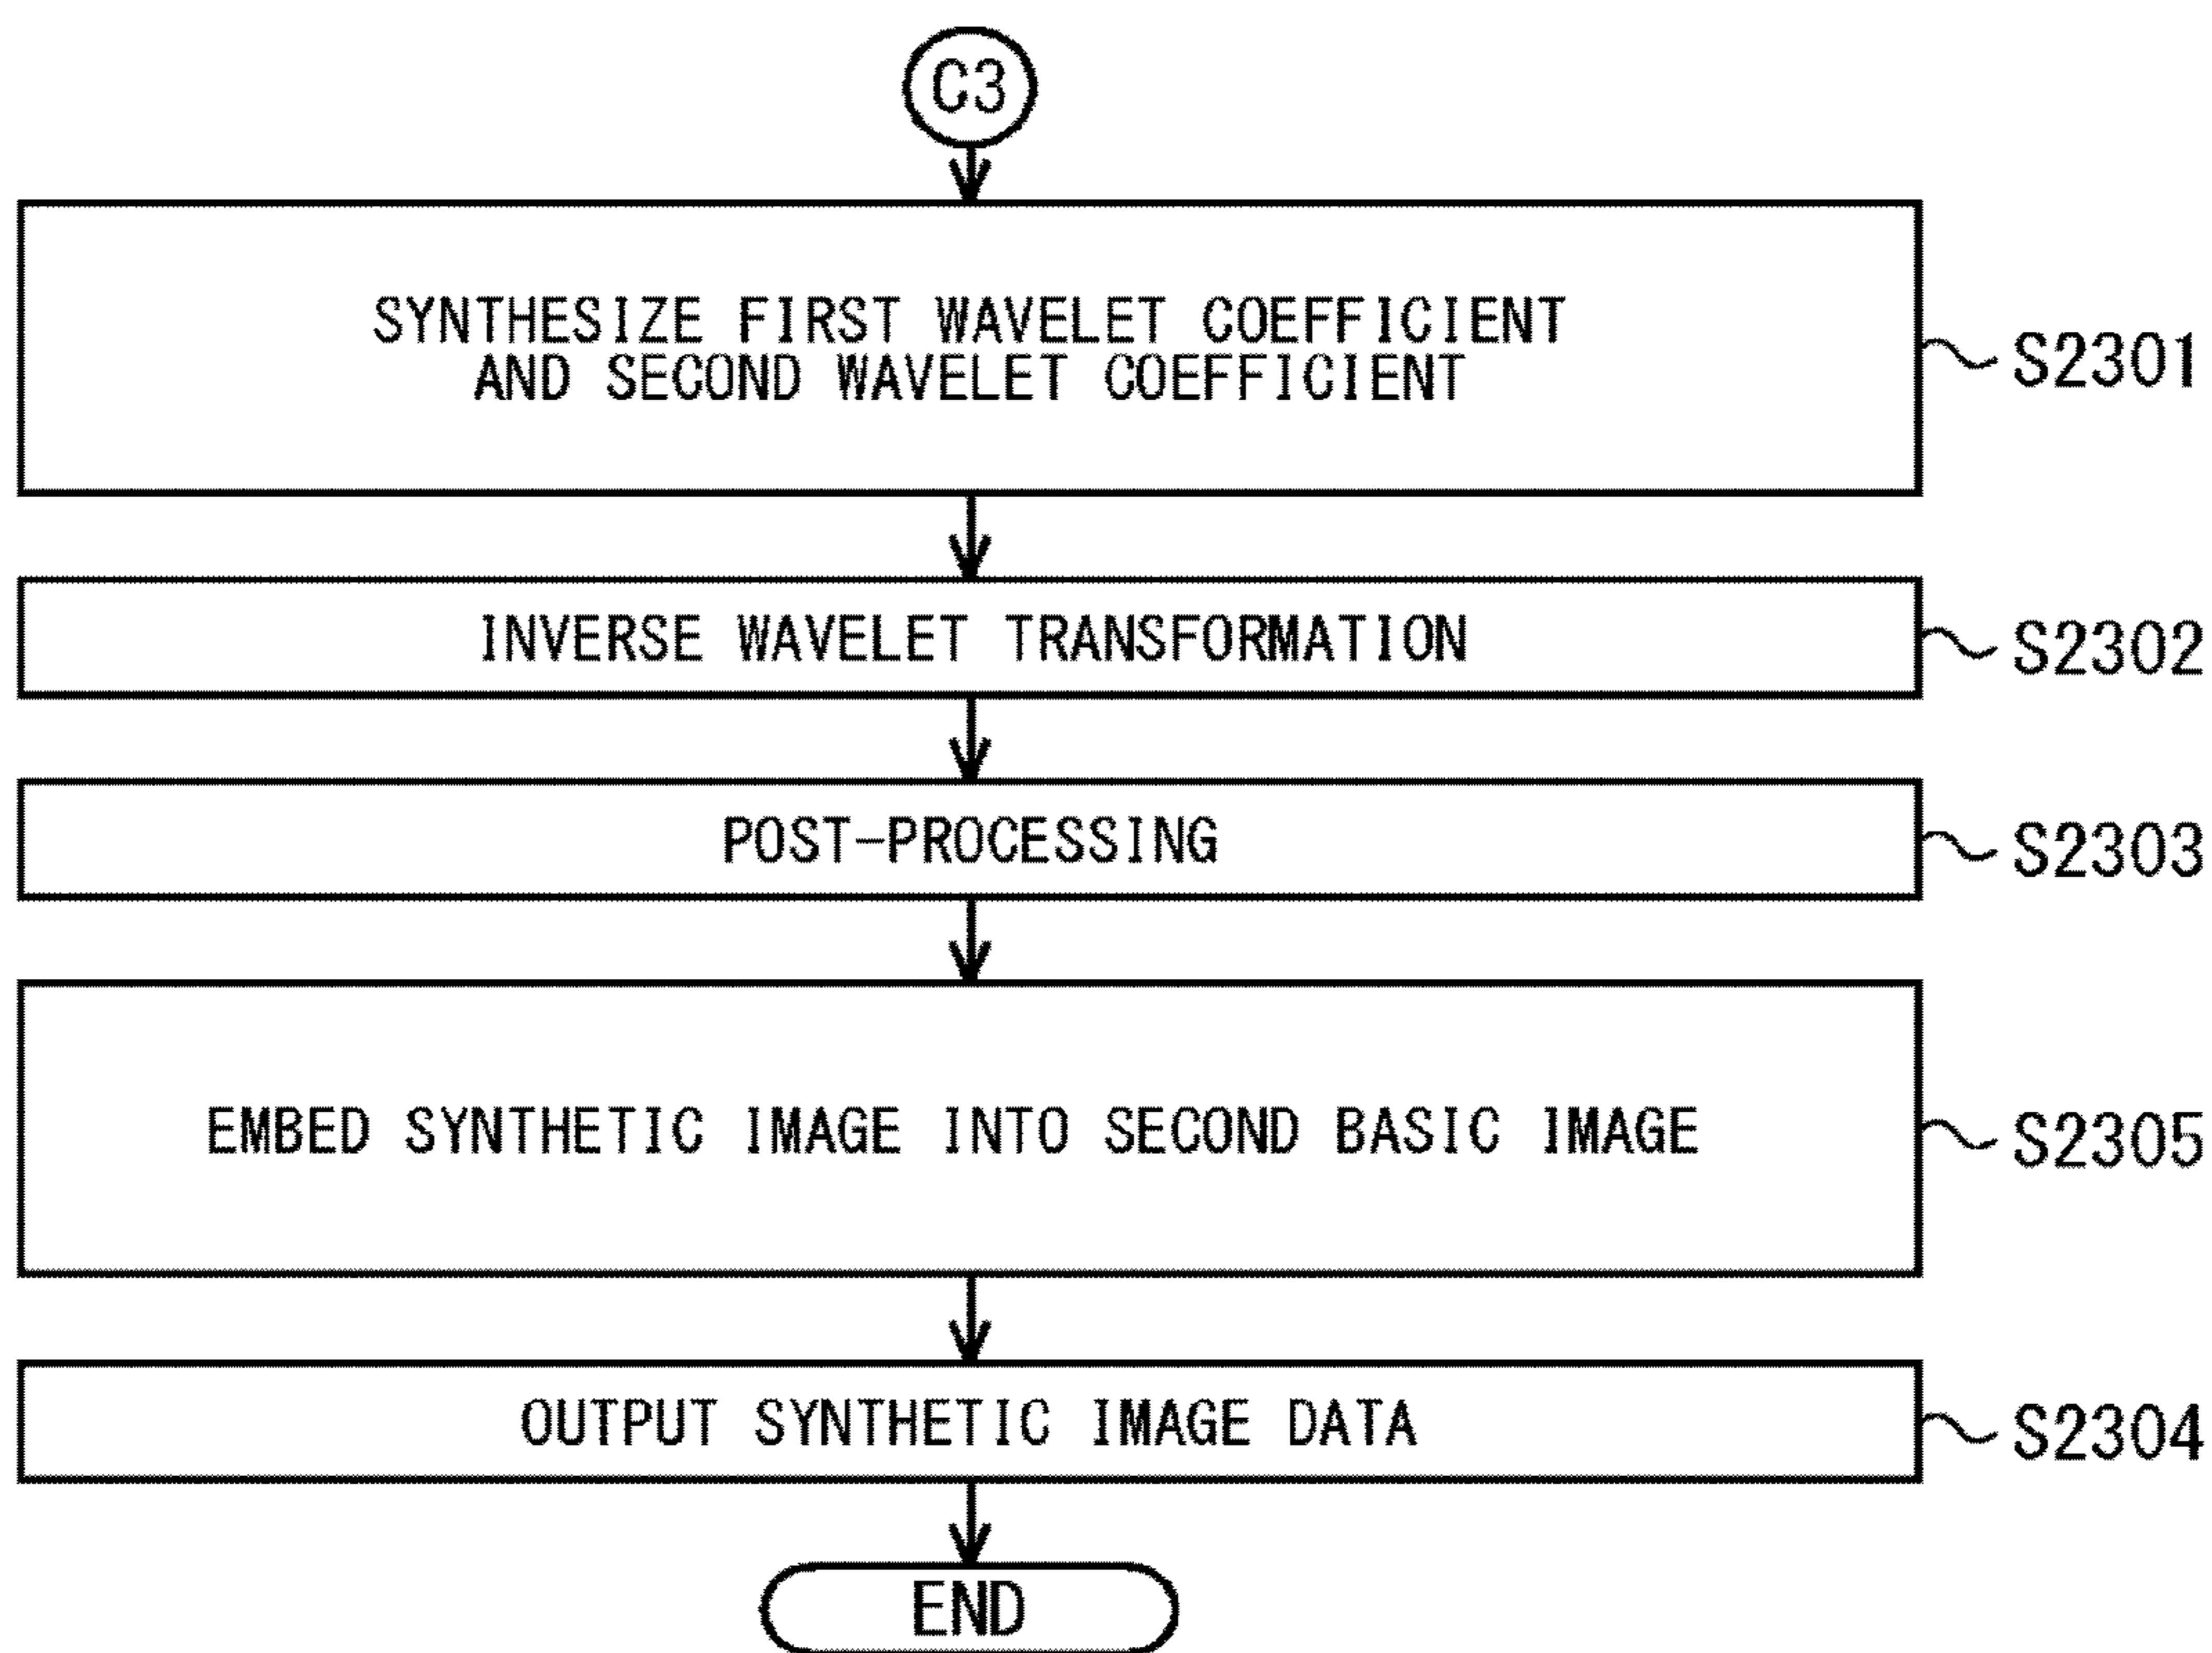 C3
SYNTHESIZE FIRST WAVELET COEFFICIENT
AND SECOND WAVELET COEFFICIENT
S2301
INVERSE WAVELET TRANSFORMATION
S2302
POST-PROCESSING
S2303
EMBED SYNTHETIC IMAGE INTO SECOND BASIC IMAGE
S2305
OUTPUT SYNTHETIC IMAGE DATA
S2304
END